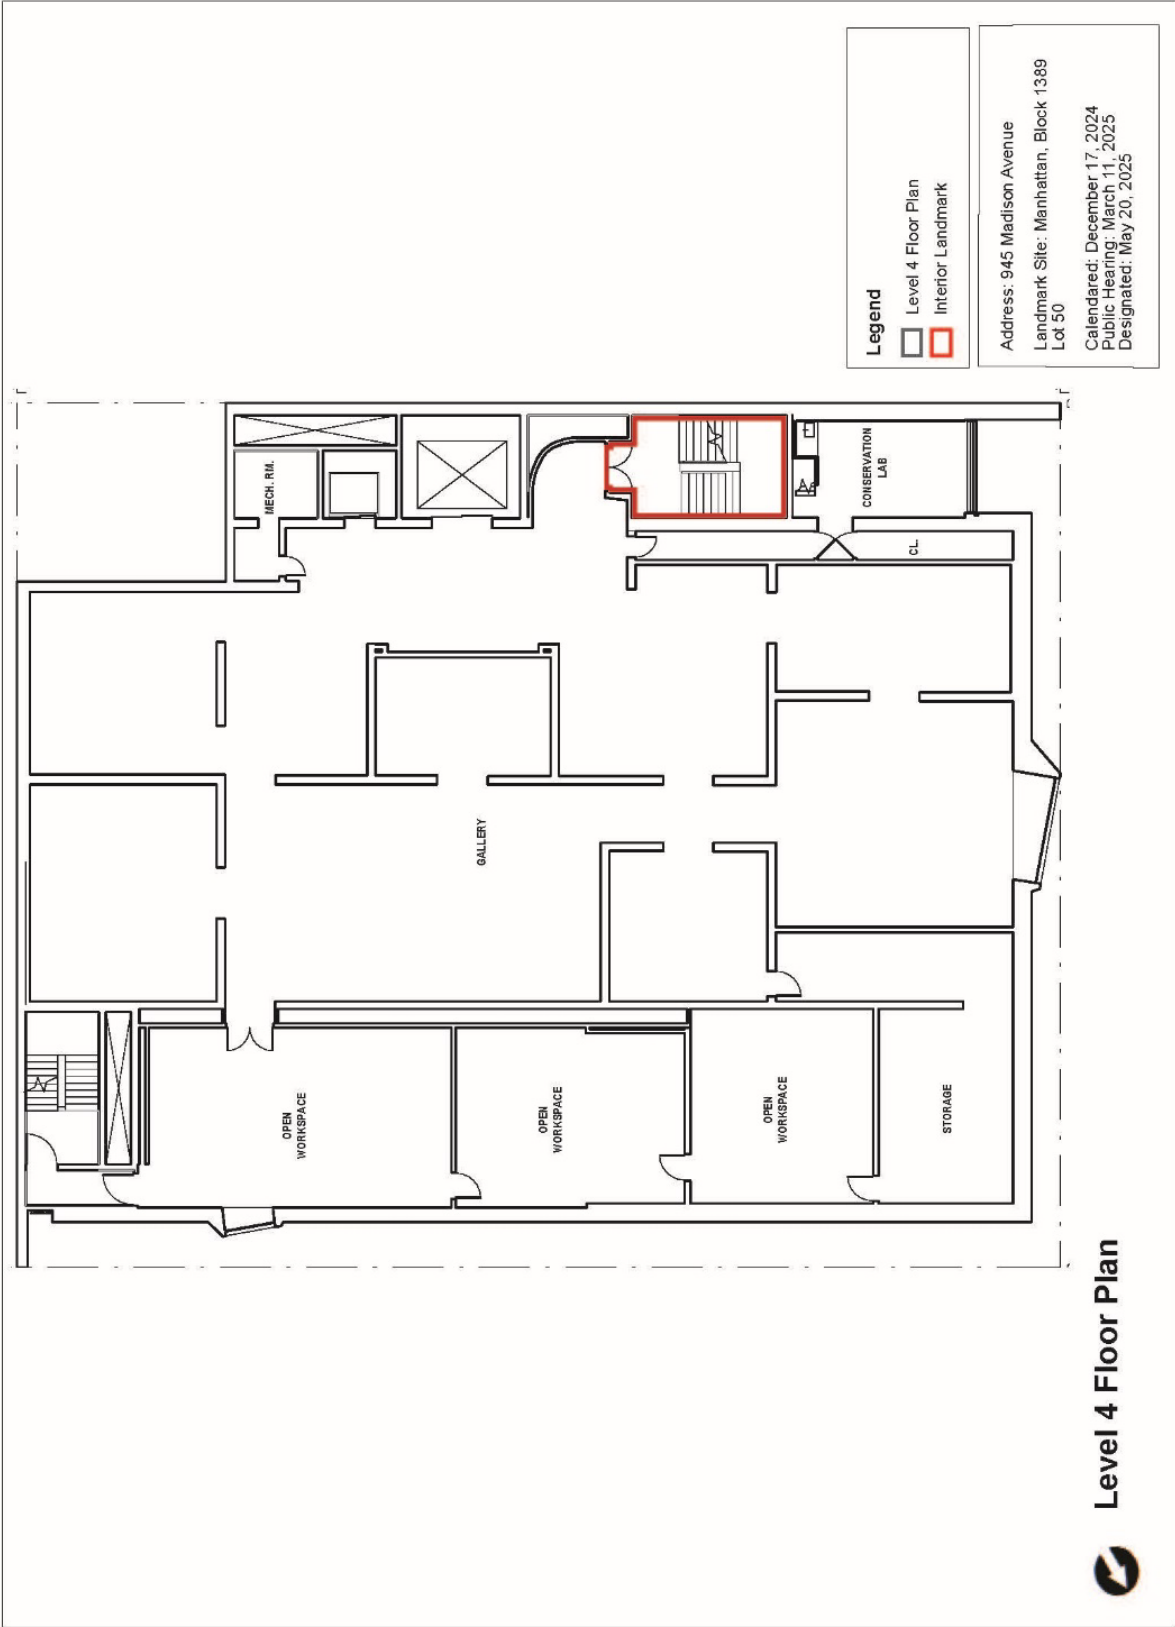 MECH. RM.
CONSERVATION
LAB
CL.
GALLERY
OPEN
WORKSPACE
OPEN
WORKSPACE
OPEN
WORKSPACE
STORAGE
Legend
Level 4 Floor Plan
Interior Landmark
Address: 945 Madison Avenue
Landmark Site: Manhattan, Block 1389
Lot 50
Calendared: December 17, 2024
Public Hearing: March 11, 2025
Designated: May 20, 2025
Level 4 Floor Plan